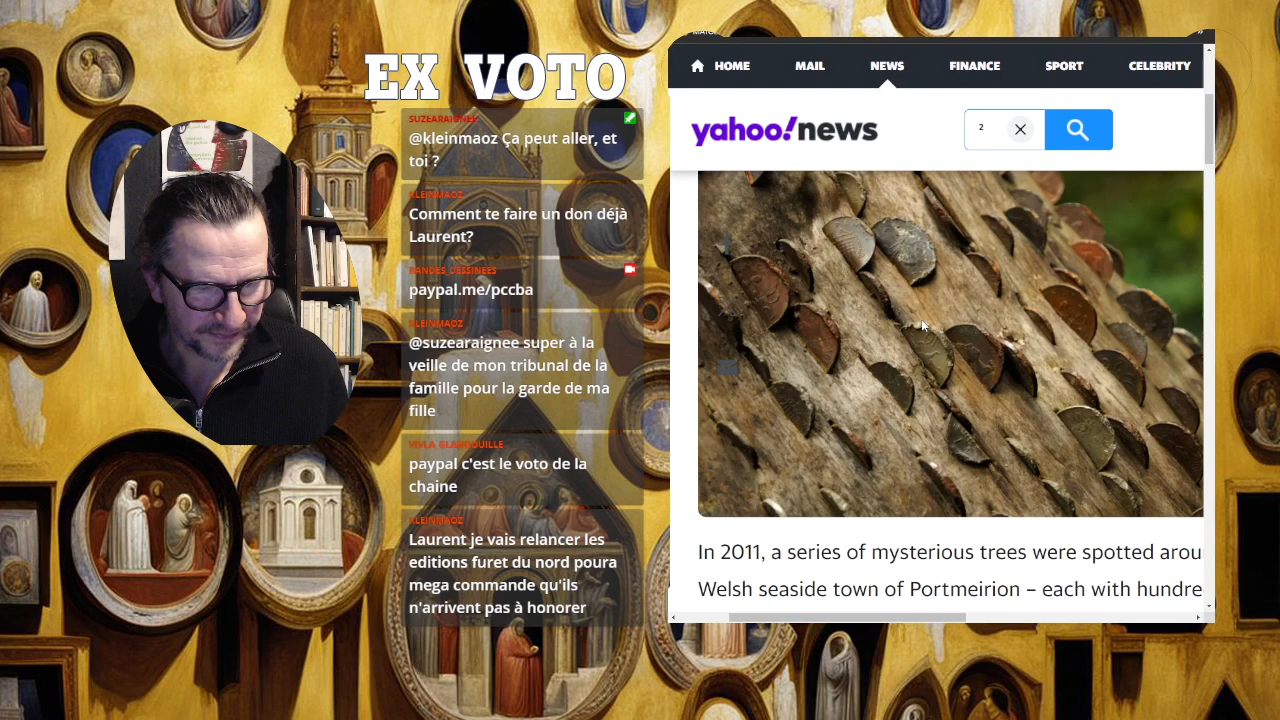 EX VOTO
SUZEARAIGNEE
@kleinmaoz Ça peut aller, et
toi ?
KLEINMAOZ
Comment te faire un don déjà
Laurent?
BANDES_DESSINEES
paypal.me/pccba
KLEINMAOZ
@suzearaignee super à la
veille de mon tribunal de la
famille pour la garde de ma
fille
VIVLA GLANDOUILLE
paypal c'est le voto de la
chaine
KLEINMAOZ
Laurent je vais relancer les
editions furet du nord poura
mega commande qu'ils
n'arrivent pas à honorer
HOME MAIL NEWS FINANCE SPORT CELEBRITY
yahoo!news
²
In 2011, a series of mysterious trees were spotted arou
Welsh seaside town of Portmeirion – each with hundre